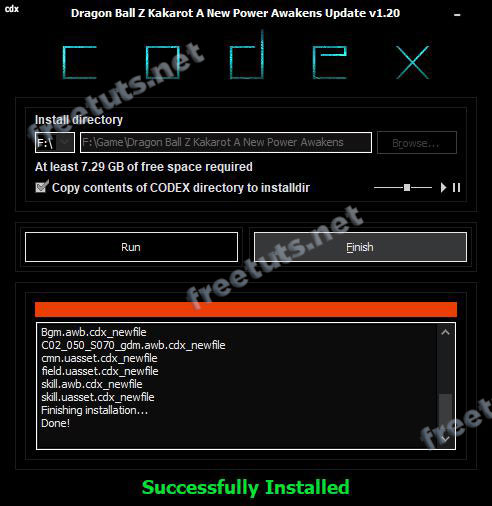 cdx
Dragon Ball Z Kakarot A New Power Awakens Update v1.20
codex
freetuts.net
Install directory
F:\
F:\Game\Dragon Ball Z Kakarot A New Power Awakens
Browse...
At least 7.29 GB of free space required
Copy contents of CODEX directory to installdir
Run
Finish
freetuts.net
Bgm.awb.cdx_newfile
C02_050_S070_gdm.awb.cdx_newfile
cmn.uasset.cdx_newfile
field.uasset.cdx_newfile
skill.awb.cdx_newfile
skill.uasset.cdx_newfile
Finishing installation...
Done!
freetuts.net
Successfully Installed